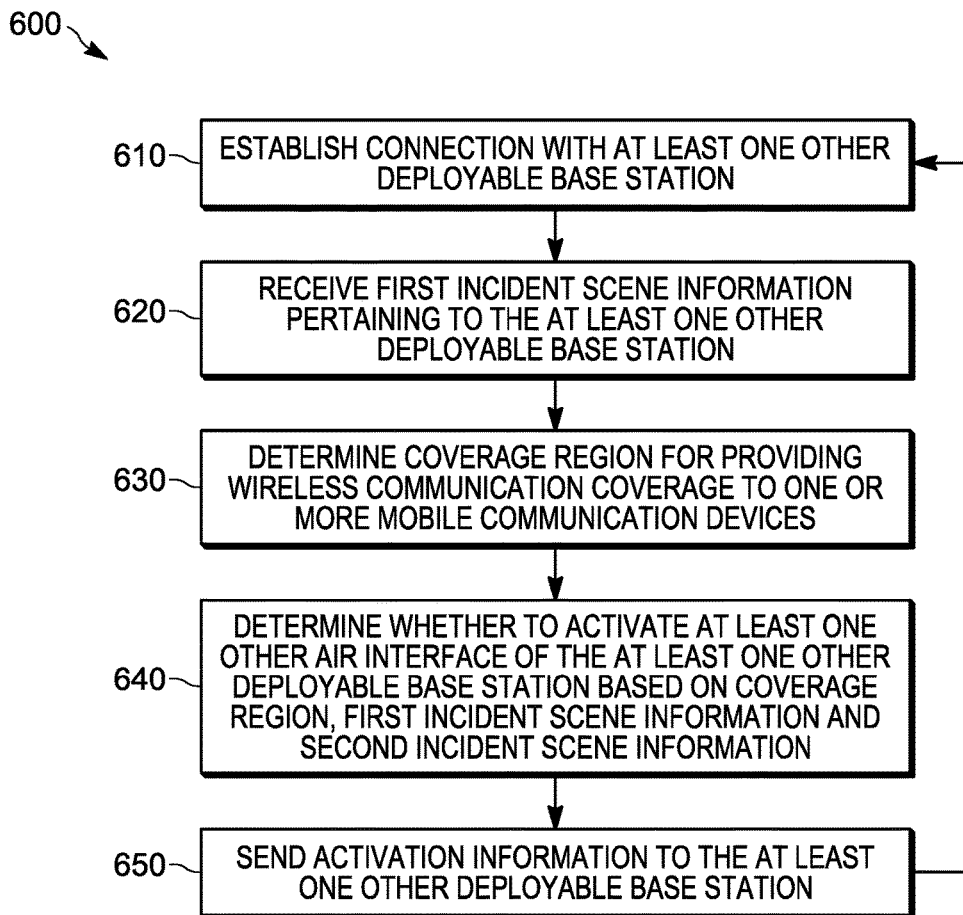 600
610
ESTABLISH CONNECTION WITH AT LEAST ONE OTHER
DEPLOYABLE BASE STATION
620
RECEIVE FIRST INCIDENT SCENE INFORMATION
PERTAINING TO THE AT LEAST ONE OTHER
DEPLOYABLE BASE STATION
630
DETERMINE COVERAGE REGION FOR PROVIDING
WIRELESS COMMUNICATION COVERAGE TO ONE OR
MORE MOBILE COMMUNICATION DEVICES
640
DETERMINE WHETHER TO ACTIVATE AT LEAST ONE
OTHER AIR INTERFACE OF THE AT LEAST ONE OTHER
DEPLOYABLE BASE STATION BASED ON COVERAGE
REGION, FIRST INCIDENT SCENE INFORMATION AND
SECOND INCIDENT SCENE INFORMATION
650
SEND ACTIVATION INFORMATION TO THE AT LEAST
ONE OTHER DEPLOYABLE BASE STATION